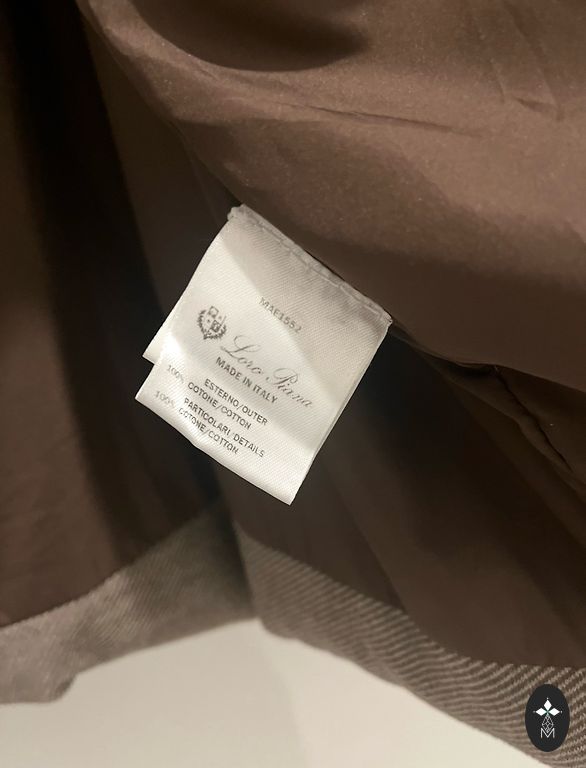 MAE1552
Loro Piana
MADE IN ITALY
ESTERNO/OUTER
100% COTONE/COTTON
PARTICOLARI/DETAILS
100% COTONE/COTTON
M